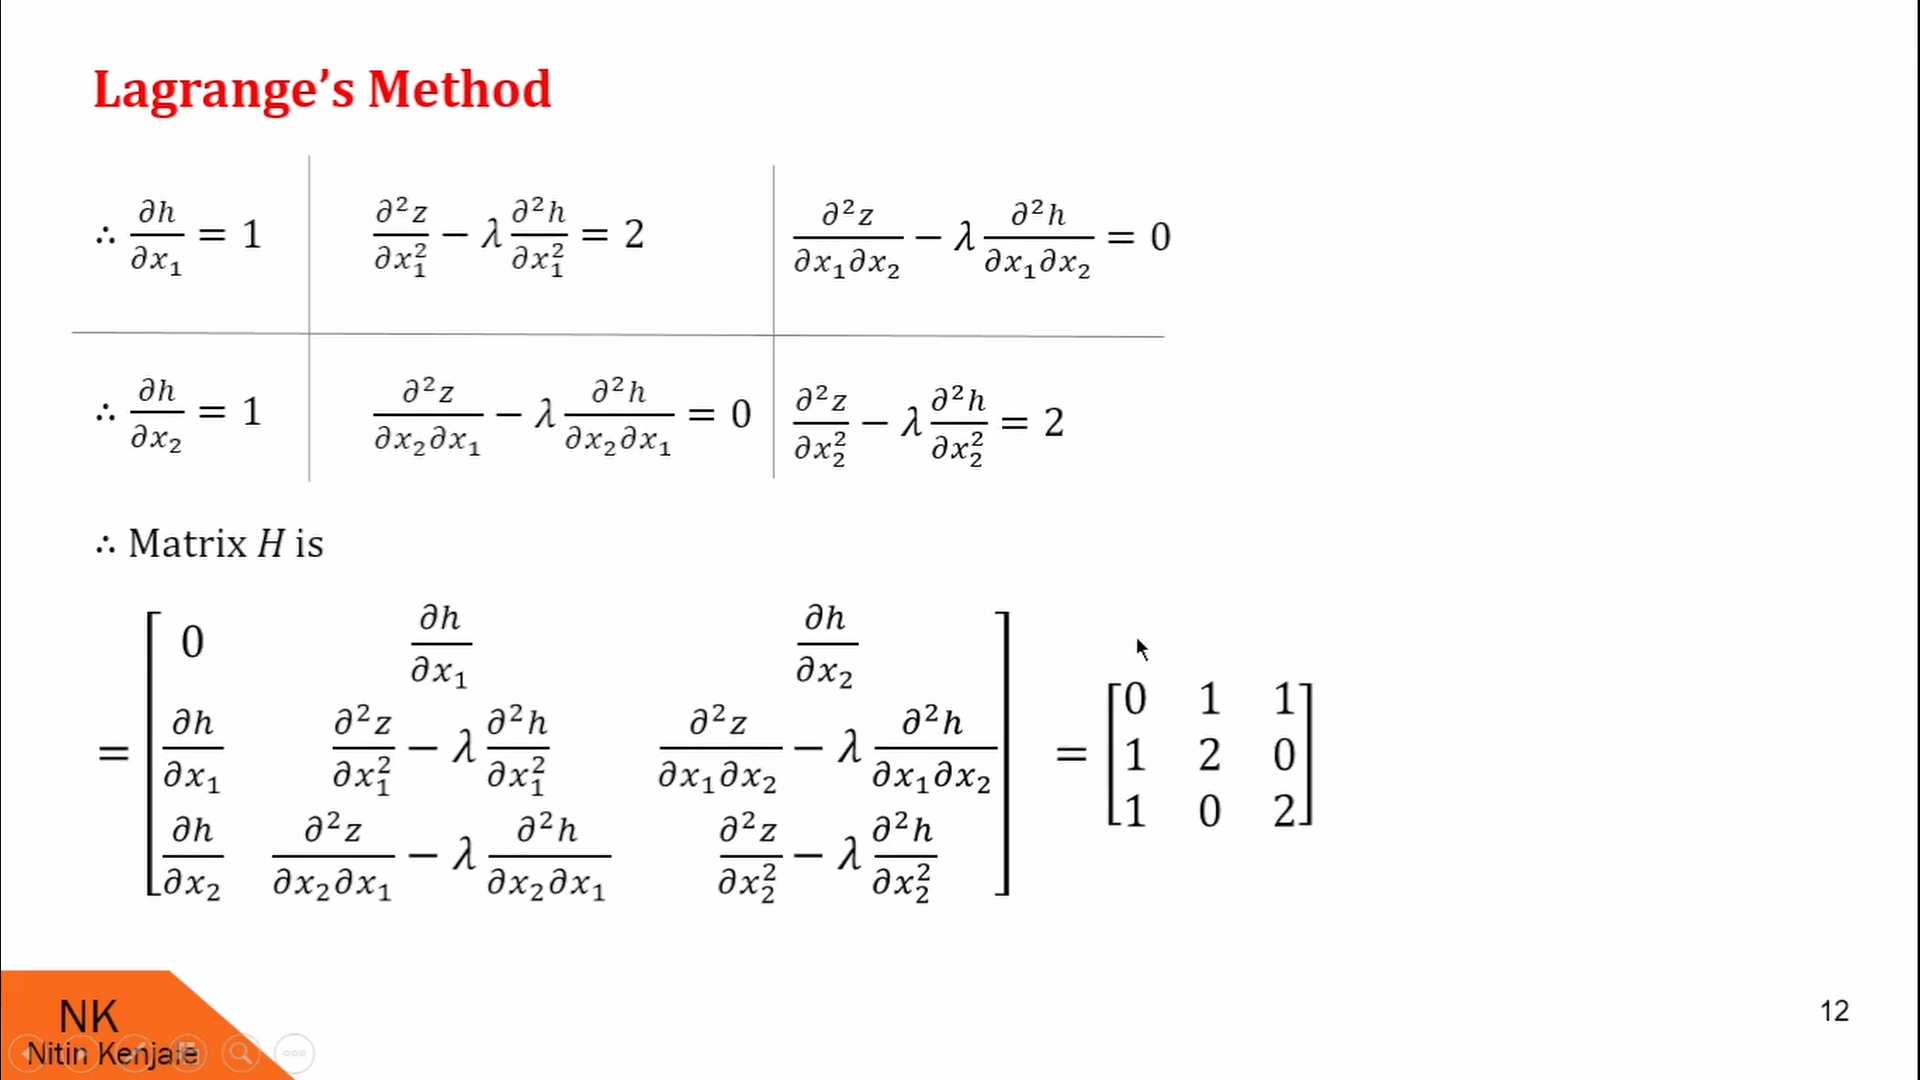 Lagrange’s Method
∴ ∂h/∂x₁ = 1   ∂²z/∂x₁² − λ ∂²h/∂x₁² = 2   ∂²z/∂x₁∂x₂ − λ ∂²h/∂x₁∂x₂ = 0
∴ ∂h/∂x₂ = 1   ∂²z/∂x₂∂x₁ − λ ∂²h/∂x₂∂x₁ = 0   ∂²z/∂x₂² − λ ∂²h/∂x₂² = 2
∴ Matrix H is
0   ∂h/∂x₁   ∂h/∂x₂
= [ ∂h/∂x₁   ∂²z/∂x₁² − λ ∂²h/∂x₁²   ∂²z/∂x₁∂x₂ − λ ∂²h/∂x₁∂x₂ ]
∂h/∂x₂   ∂²z/∂x₂∂x₁ − λ ∂²h/∂x₂∂x₁   ∂²z/∂x₂² − λ ∂²h/∂x₂²
0 1 1
= [ 1 2 0 ]
1 0 2
NK
Nitin Kenjale
12